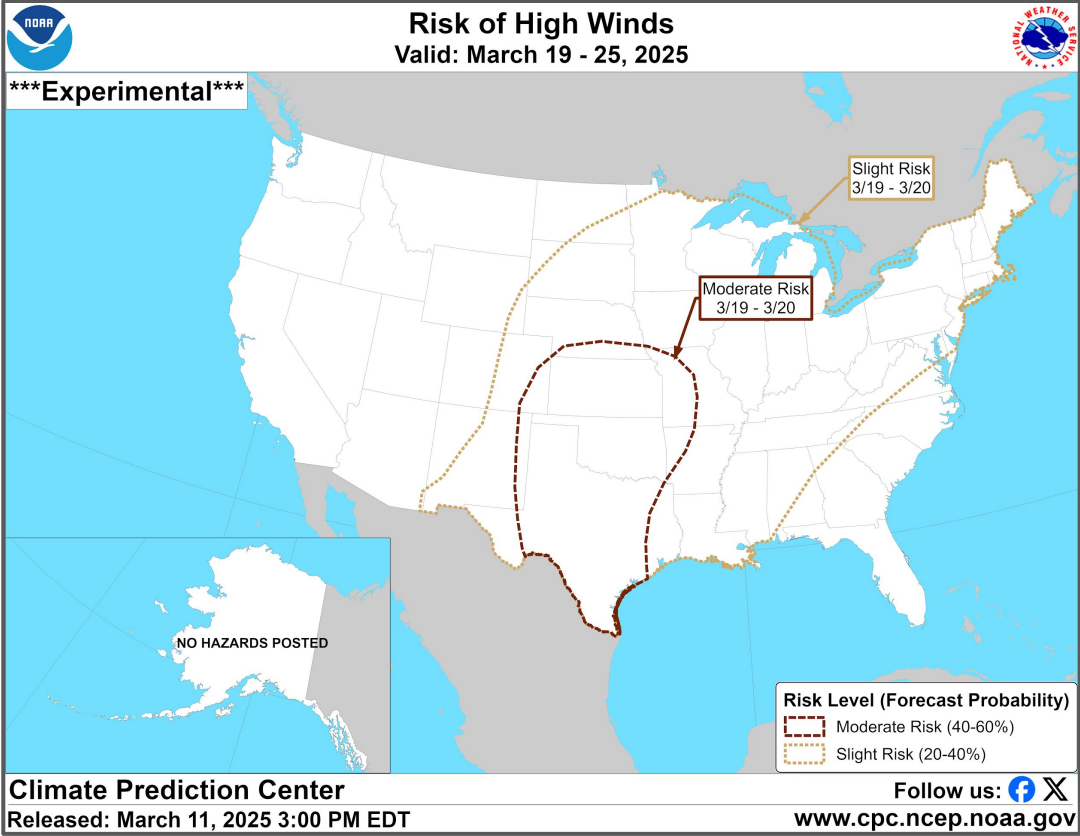 NOAA
Risk of High Winds
Valid: March 19 - 25, 2025
NATIONAL WEATHER SERVICE
***Experimental***
Slight Risk
3/19 - 3/20
Moderate Risk
3/19 - 3/20
NO HAZARDS POSTED
Risk Level (Forecast Probability)
Moderate Risk (40-60%)
Slight Risk (20-40%)
Climate Prediction Center
Follow us:
Released: March 11, 2025 3:00 PM EDT
www.cpc.ncep.noaa.gov